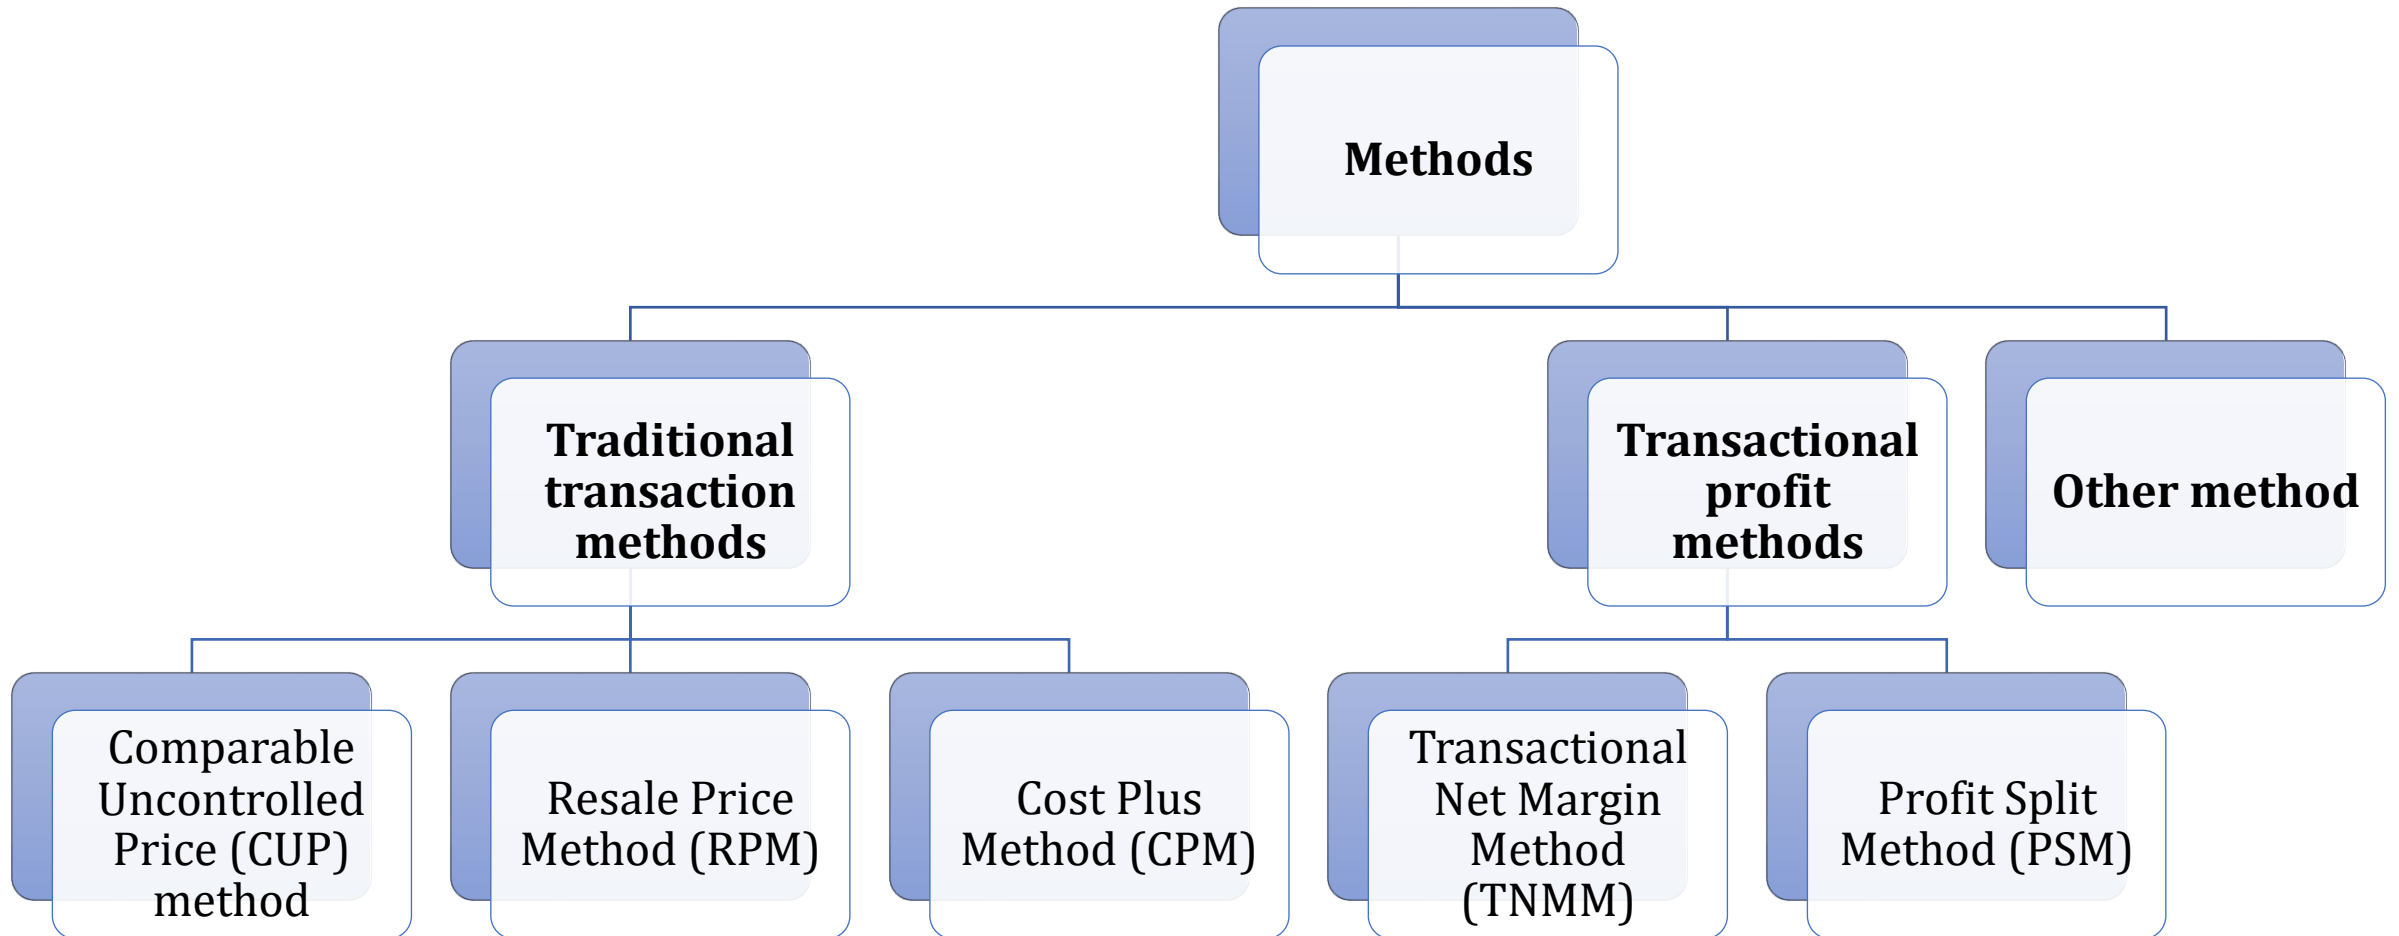 Methods
Traditional
transaction
methods
Transactional
profit
methods
Other method
Comparable
Uncontrolled
Price (CUP)
method
Resale Price
Method (RPM)
Cost Plus
Method (CPM)
Transactional
Net Margin
Method
(TNMM)
Profit Split
Method (PSM)